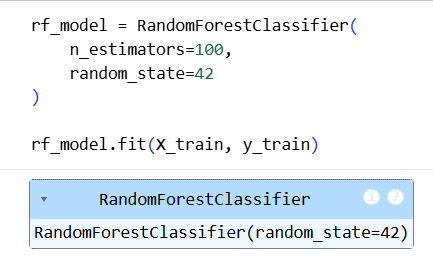 rf_model = RandomForestClassifier(
    n_estimators=100,
    random_state=42
)
rf_model.fit(X_train, y_train)
▾ RandomForestClassifier i ?
RandomForestClassifier(random_state=42)